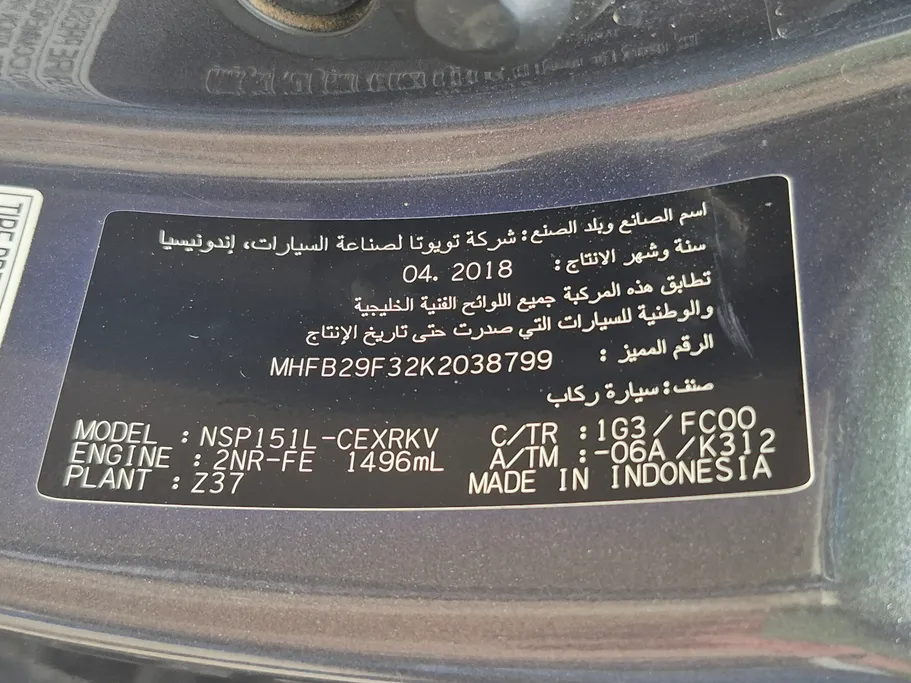 اسم الصانع وبلد الصنع: شركة تويوتا لصناعة السيارات، إندونيسيا
سنة وشهر الانتاج: 04. 2018
تطابق هذه المركبة جميع اللوائح الفنية الخليجية
والوطنية للسيارات التي صدرت حتى تاريخ الإنتاج
الرقم المميز: MHFB29F32K2038799
صنف: سيارة ركاب
MODEL : NSP151L-CEXRKV C/TR : 1G3/FC00
ENGINE : 2NR-FE 1496mL A/TM : -06A/K312
PLANT : Z37 MADE IN INDONESIA